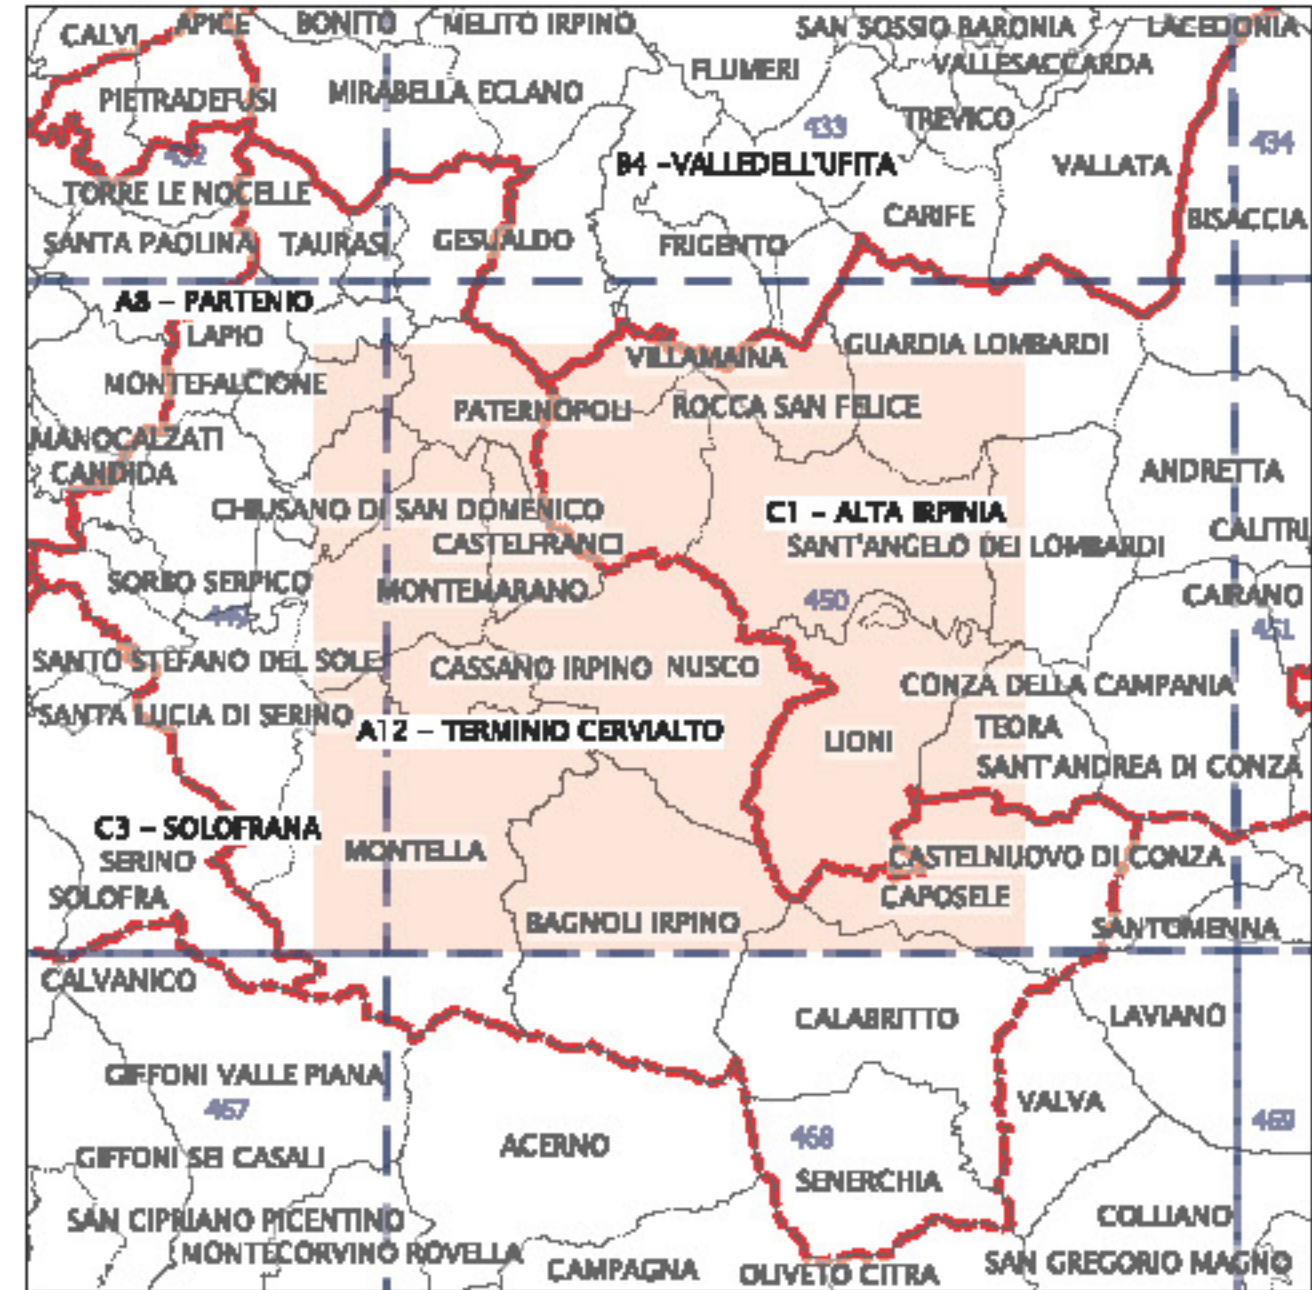 CALVI
APICE
BONITO
MELITO IRPINO
SAN SOSSIO BARONIA
LACEDONIA
FLUMERI
VALLESACCARDA
PIETRADEFUSI
MIRABELLA ECLANO
TREVICO
433
434
432
B4 – VALLEDELL'UFITA
VALLATA
TORRE LE NOCELLE
CARIFE
BISACCIA
SANTA PAOLINA
TAURASI
GESUALDO
FRIGENTO
A8 – PARTENIO
LAPIO
VILLAMAINA
GUARDIA LOMBARDI
MONTEFALCIONE
PATERNOPOLI
ROCCA SAN FELICE
MANOCALZATI
CANDIDA
ANDRETTA
CHIUSANO DI SAN DOMENICO
C1 – ALTA IRPINIA
CALITRI
CASTELFRANCI
SANT'ANGELO DEI LOMBARDI
SORBO SERPICO
MONTEMARANO
450
CAIRANO
449
451
SANTO STEFANO DEL SOLE
CASSANO IRPINO
NUSCO
CONZA DELLA CAMPANIA
SANTA LUCIA DI SERINO
A12 – TERMINIO CERVIALTO
TEORA
LIONI
SANT'ANDREA DI CONZA
C3 – SOLOFRANA
MONTELLA
SERINO
CASTELNUOVO DI CONZA
SOLOFRA
CAPOSELE
BAGNOLI IRPINO
SANTOMENNA
CALVANICO
CALABRITTO
LAVIANO
GIFFONI VALLE PIANA
467
VALVA
468
469
ACERNO
GIFFONI SEI CASALI
SENERCHIA
SAN CIPRIANO PICENTINO
COLLIANO
MONTECORVINO ROVELLA
CAMPAGNA
OLIVETO CITRA
SAN GREGORIO MAGNO